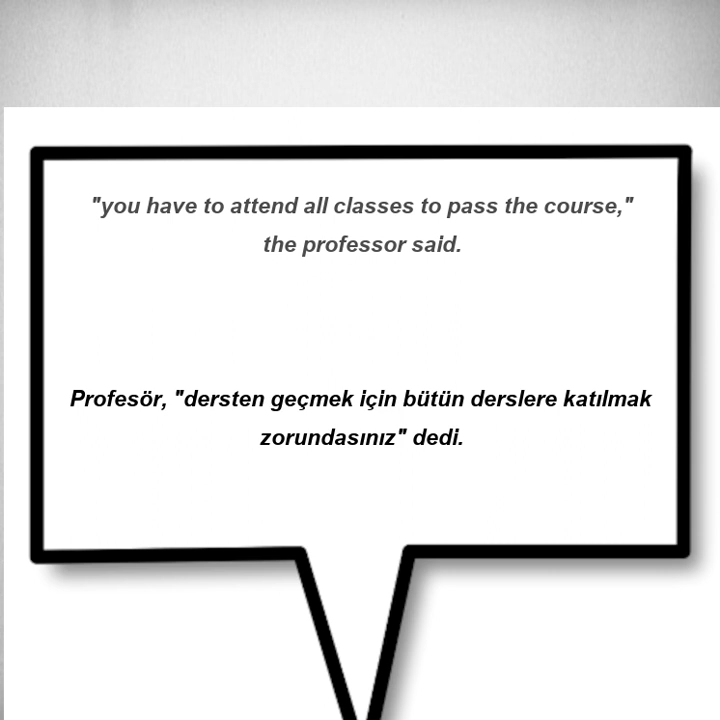 "you have to attend all classes to pass the course,"
the professor said.
Profesör, "dersten geçmek için bütün derslere katılmak
zorundasınız" dedi.